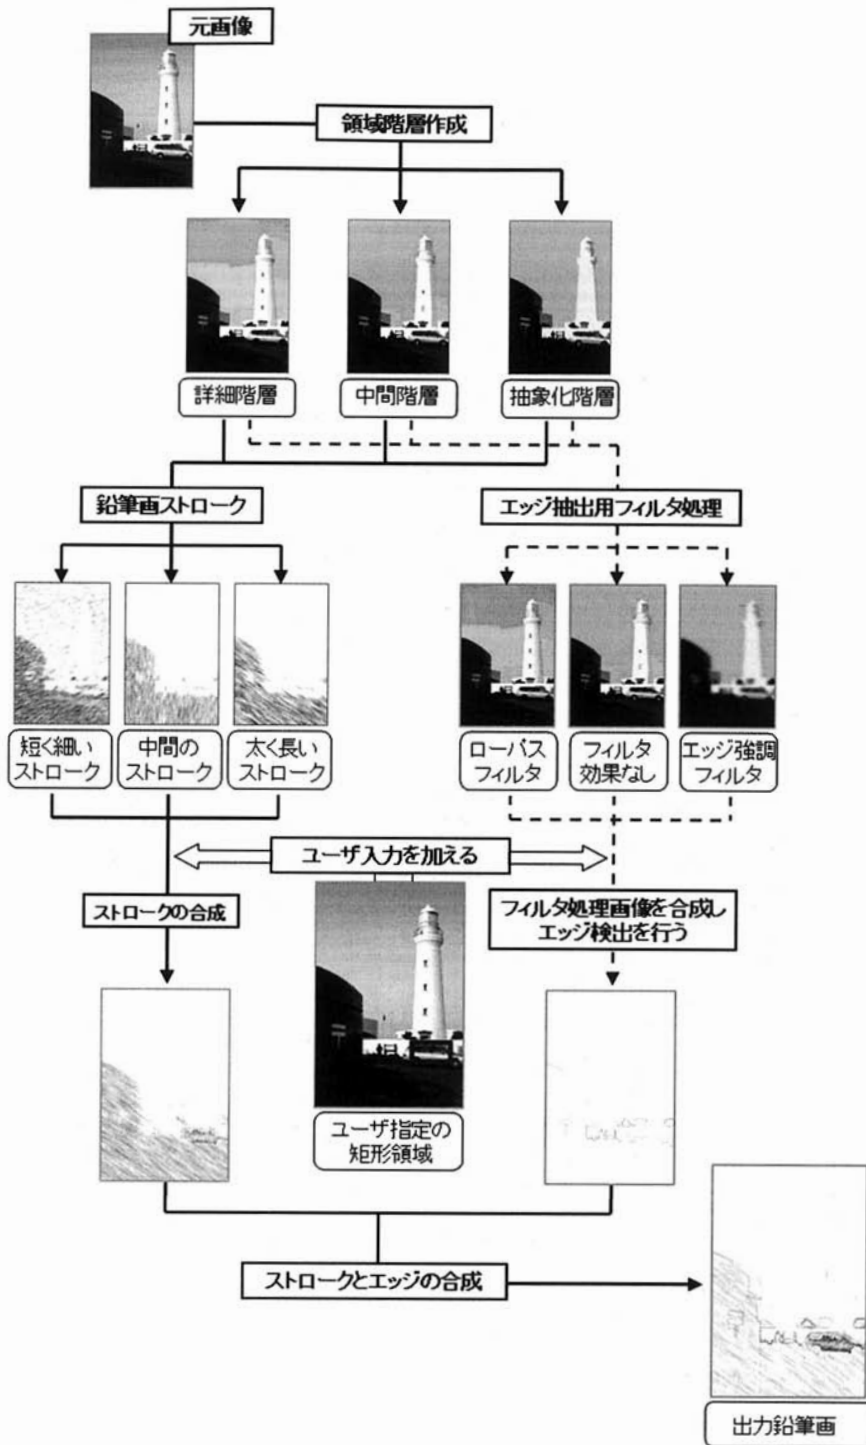 元画像
領域階層作成
詳細階層
中間階層
抽象化階層
鉛筆画ストローク
エッジ抽出用フィルタ処理
短く細い
ストローク
中間の
ストローク
太く長い
ストローク
ローパス
フィルタ
フィルタ
効果なし
エッジ強調
フィルタ
ユーザ入力を加える
ストロークの合成
フィルタ処理画像を合成し
エッジ検出を行う
ユーザ指定の
矩形領域
ストロークとエッジの合成
出力鉛筆画